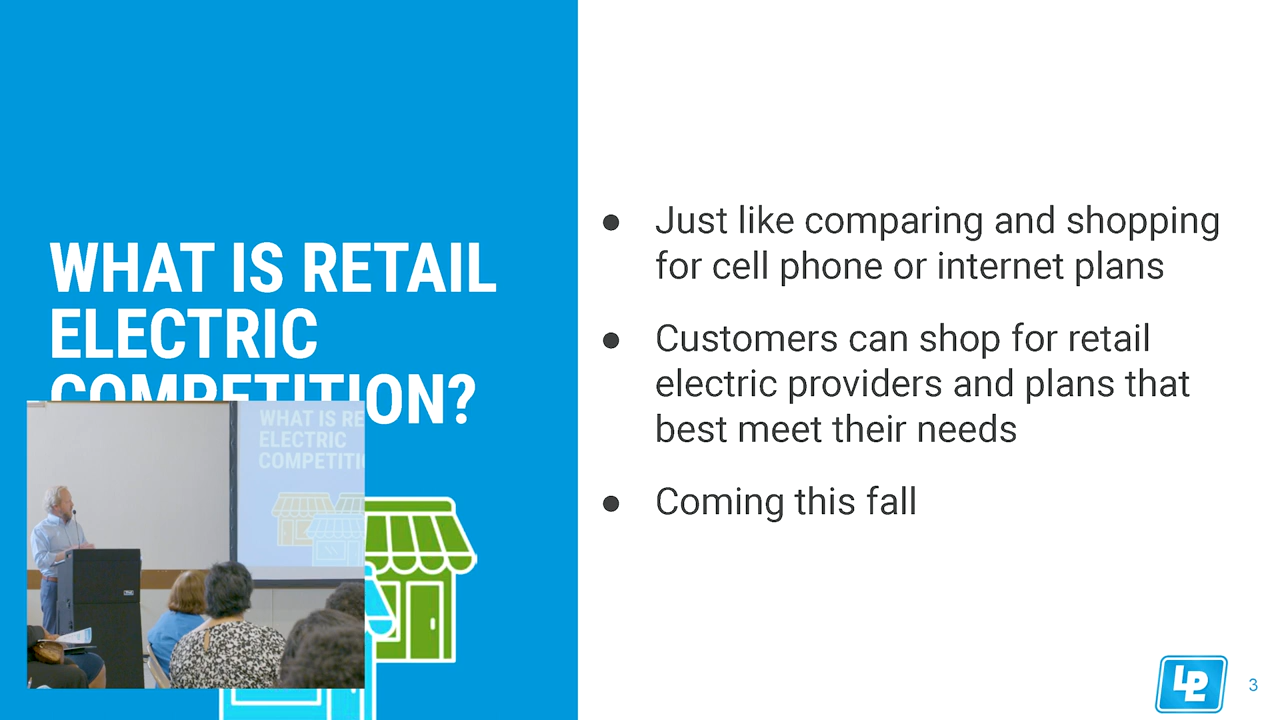 WHAT IS RETAIL
ELECTRIC
COMPETITION?
● Just like comparing and shopping
for cell phone or internet plans
● Customers can shop for retail
electric providers and plans that
best meet their needs
● Coming this fall
WHAT IS RE
ELECTRIC
COMPETITI
LPL
3